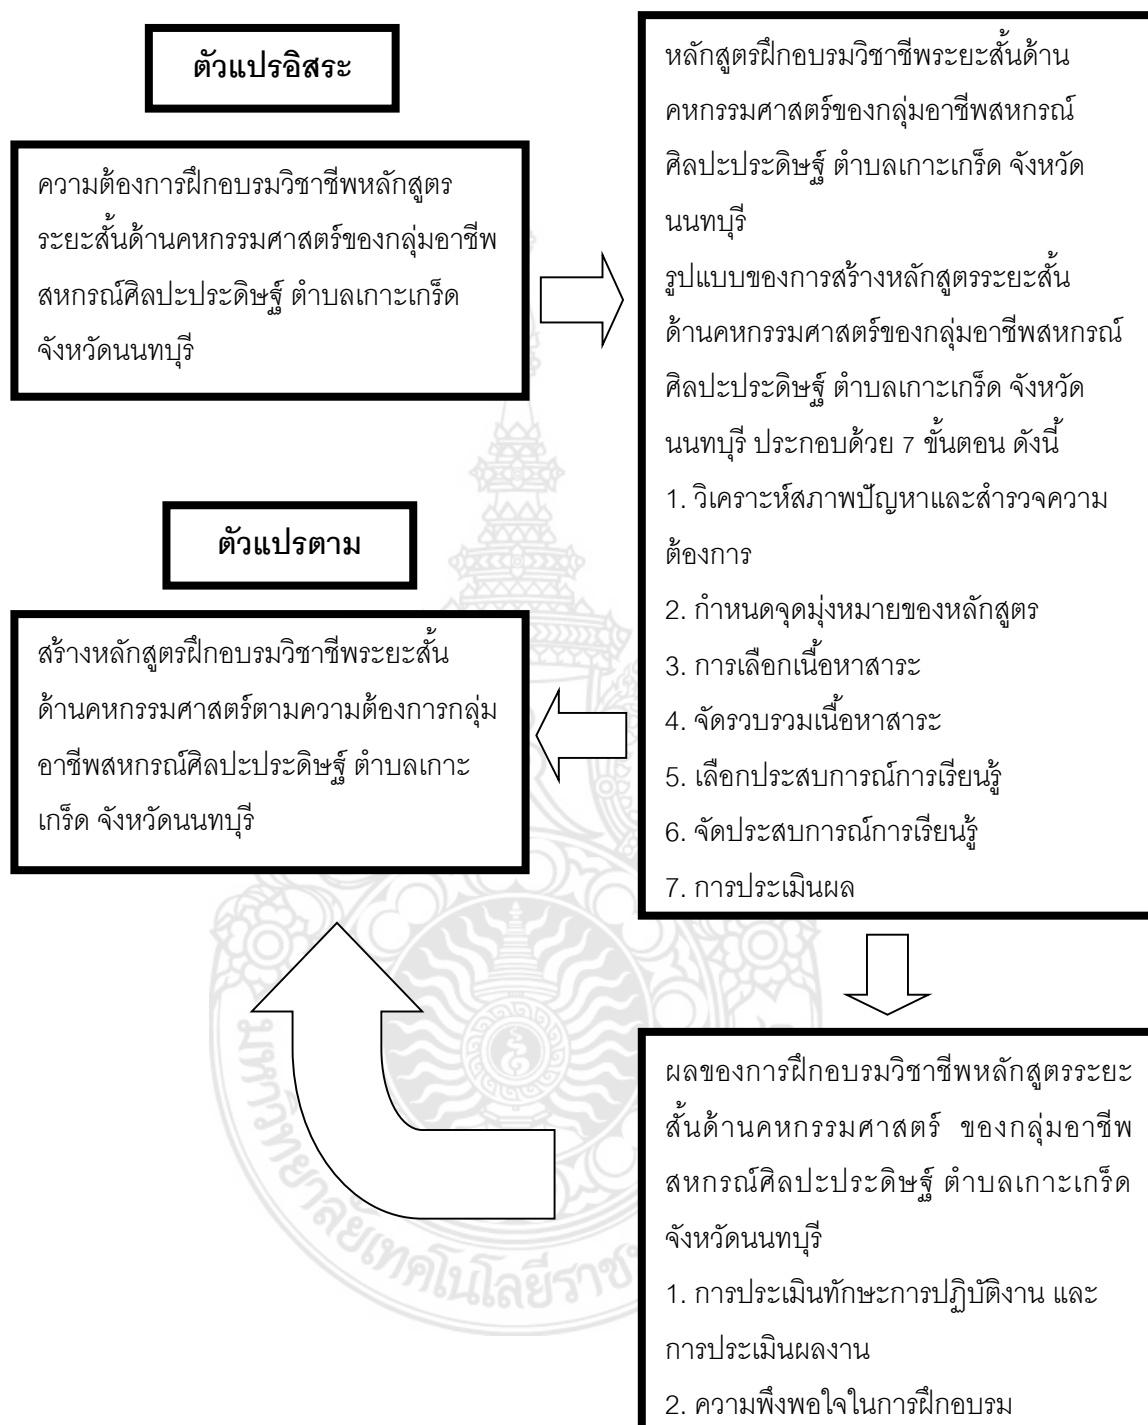 ตัวแปรอิสระ
ความต้องการฝึกอบรมวิชาชีพหลักสูตร
ระยะสั้นด้านคหกรรมศาสตร์ของกลุ่มอาชีพ
สหกรณ์ศิลปะประดิษฐ์ ตำบลเกาะเกร็ด
จังหวัดนนทบุรี
หลักสูตรฝึกอบรมวิชาชีพระยะสั้นด้าน
คหกรรมศาสตร์ของกลุ่มอาชีพสหกรณ์
ศิลปะประดิษฐ์ ตำบลเกาะเกร็ด จังหวัด
นนทบุรี
รูปแบบของการสร้างหลักสูตรระยะสั้น
ด้านคหกรรมศาสตร์ของกลุ่มอาชีพสหกรณ์
ศิลปะประดิษฐ์ ตำบลเกาะเกร็ด จังหวัด
นนทบุรี ประกอบด้วย 7 ขั้นตอน ดังนี้
1. วิเคราะห์สภาพปัญหาและสำรวจความ
ต้องการ
2. กำหนดจุดมุ่งหมายของหลักสูตร
3. การเลือกเนื้อหาสาระ
4. จัดรวบรวมเนื้อหาสาระ
5. เลือกประสบการณ์การเรียนรู้
6. จัดประสบการณ์การเรียนรู้
7. การประเมินผล
ตัวแปรตาม
สร้างหลักสูตรฝึกอบรมวิชาชีพระยะสั้น
ด้านคหกรรมศาสตร์ตามความต้องการกลุ่ม
อาชีพสหกรณ์ศิลปะประดิษฐ์ ตำบลเกาะ
เกร็ด จังหวัดนนทบุรี
ผลของการฝึกอบรมวิชาชีพหลักสูตรระยะ
สั้นด้านคหกรรมศาสตร์ ของกลุ่มอาชีพ
สหกรณ์ศิลปะประดิษฐ์ ตำบลเกาะเกร็ด
จังหวัดนนทบุรี
1. การประเมินทักษะการปฏิบัติงาน และ
การประเมินผลงาน
2. ความพึงพอใจในการฝึกอบรม
มหาวิทยาลัยเทคโนโลยีราช